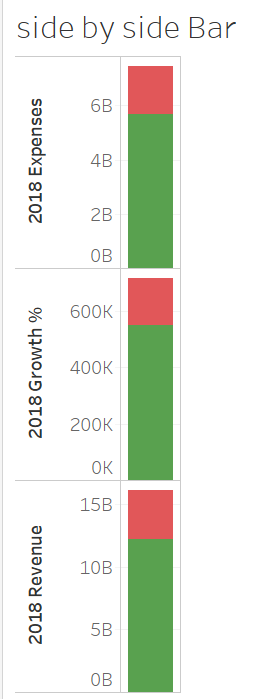 side by side Bar
2018 Expenses
6B
4B
2B
0B
2018 Growth %
600K
400K
200K
0K
2018 Revenue
15B
10B
5B
0B